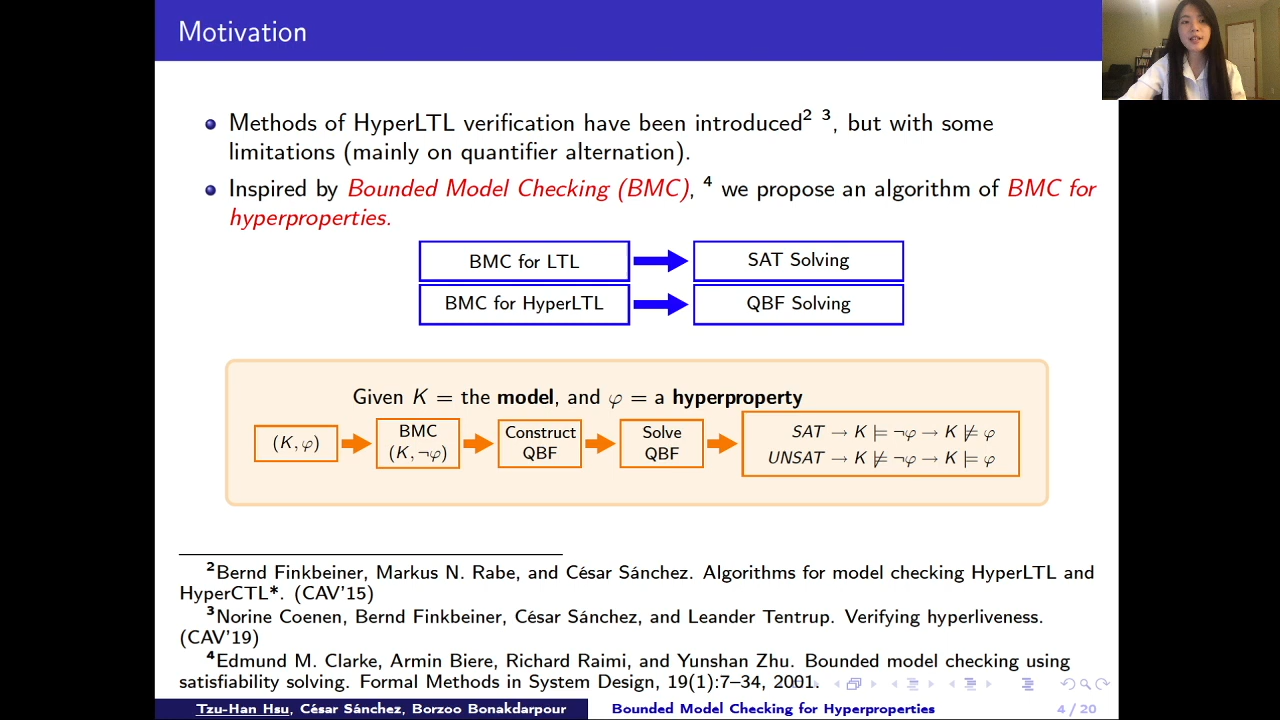 Motivation
Methods of HyperLTL verification have been introduced² ³, but with some
limitations (mainly on quantifier alternation).
Inspired by Bounded Model Checking (BMC), ⁴ we propose an algorithm of BMC for
hyperproperties.
BMC for LTL
SAT Solving
BMC for HyperLTL
QBF Solving
Given K = the model, and φ = a hyperproperty
(K, φ)
BMC
(K, ¬φ)
Construct
QBF
Solve
QBF
SAT → K ⊨ ¬φ → K ⊭ φ
UNSAT → K ⊭ ¬φ → K ⊨ φ
²Bernd Finkbeiner, Markus N. Rabe, and César Sánchez. Algorithms for model checking HyperLTL and
HyperCTL*. (CAV'15)
³Norine Coenen, Bernd Finkbeiner, César Sánchez, and Leander Tentrup. Verifying hyperliveness.
(CAV'19)
⁴Edmund M. Clarke, Armin Biere, Richard Raimi, and Yunshan Zhu. Bounded model checking using
satisfiability solving. Formal Methods in System Design, 19(1):7–34, 2001.
Tzu-Han Hsu, César Sánchez, Borzoo Bonakdarpour
Bounded Model Checking for Hyperproperties
4 / 20